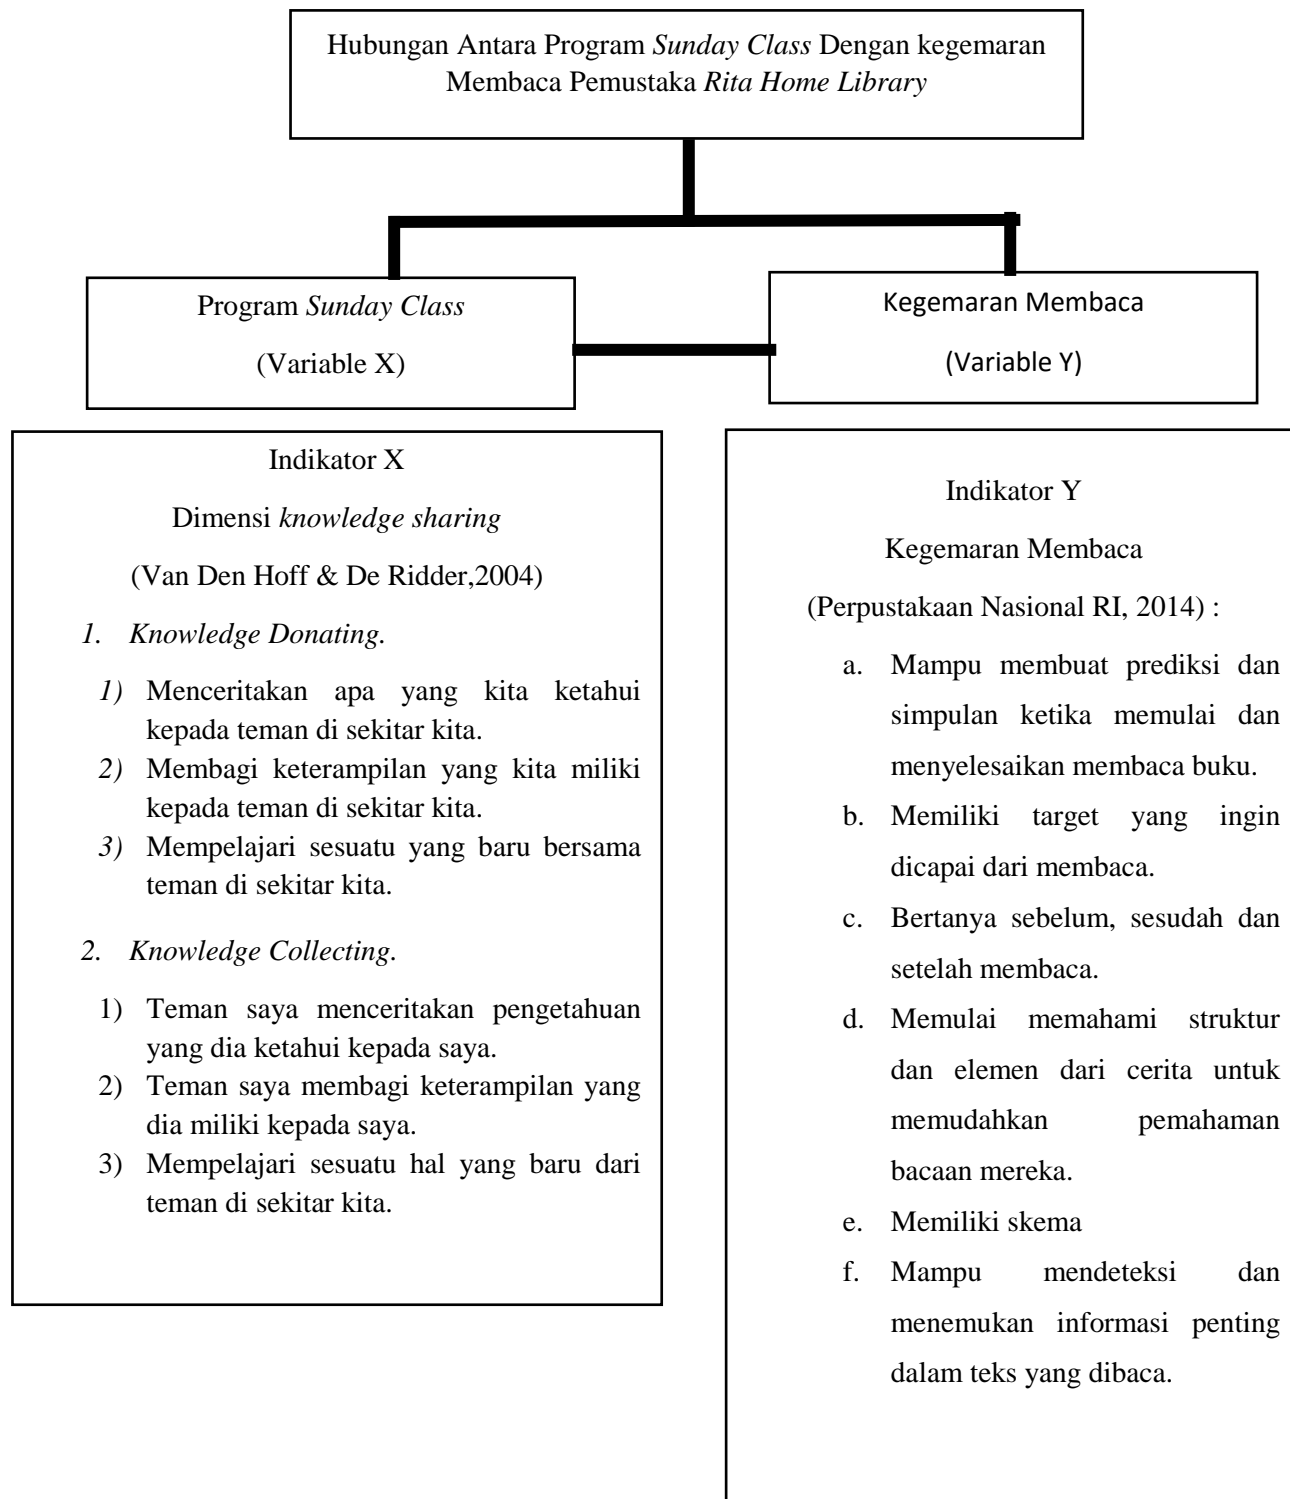 Hubungan Antara Program Sunday Class Dengan kegemaran
Membaca Pemustaka Rita Home Library
Program Sunday Class
(Variable X)
Kegemaran Membaca
(Variable Y)
Indikator X
Dimensi knowledge sharing
(Van Den Hoff & De Ridder,2004)
1. Knowledge Donating.
1) Menceritakan apa yang kita ketahui
kepada teman di sekitar kita.
2) Membagi keterampilan yang kita miliki
kepada teman di sekitar kita.
3) Mempelajari sesuatu yang baru bersama
teman di sekitar kita.
2. Knowledge Collecting.
1) Teman saya menceritakan pengetahuan
yang dia ketahui kepada saya.
2) Teman saya membagi keterampilan yang
dia miliki kepada saya.
3) Mempelajari sesuatu hal yang baru dari
teman di sekitar kita.
Indikator Y
Kegemaran Membaca
(Perpustakaan Nasional RI, 2014) :
a. Mampu membuat prediksi dan
simpulan ketika memulai dan
menyelesaikan membaca buku.
b. Memiliki target yang ingin
dicapai dari membaca.
c. Bertanya sebelum, sesudah dan
setelah membaca.
d. Memulai memahami struktur
dan elemen dari cerita untuk
memudahkan pemahaman
bacaan mereka.
e. Memiliki skema
f. Mampu mendeteksi dan
menemukan informasi penting
dalam teks yang dibaca.